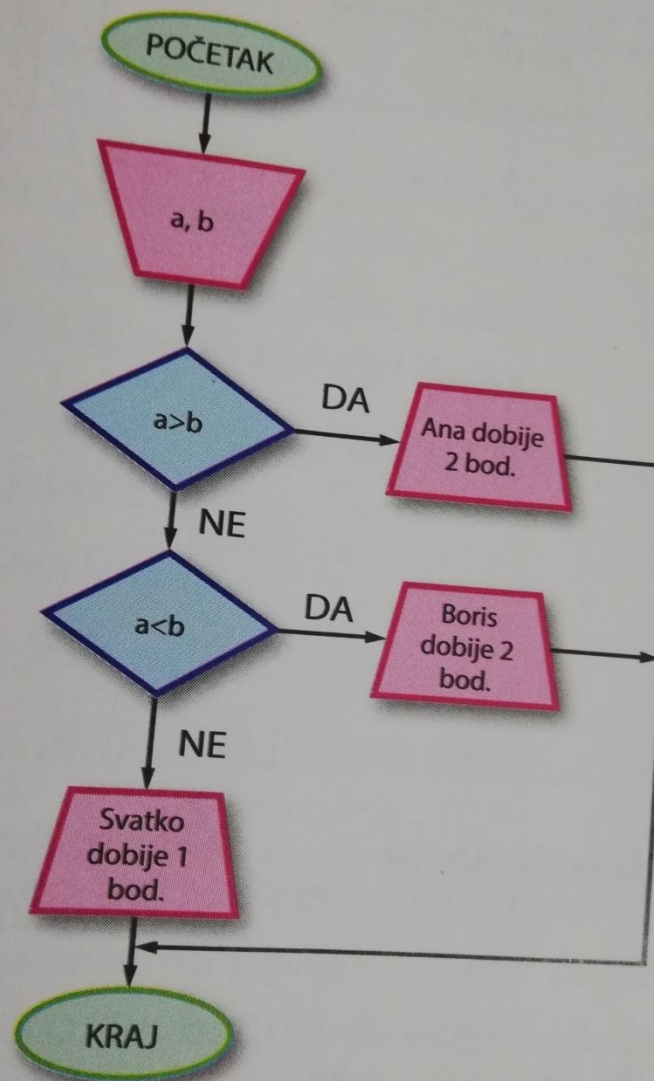 POČETAK
a, b
a>b
DA
Ana dobije
2 bod.
NE
a<b
DA
Boris
dobije 2
bod.
NE
Svatko
dobije 1
bod.
KRAJ